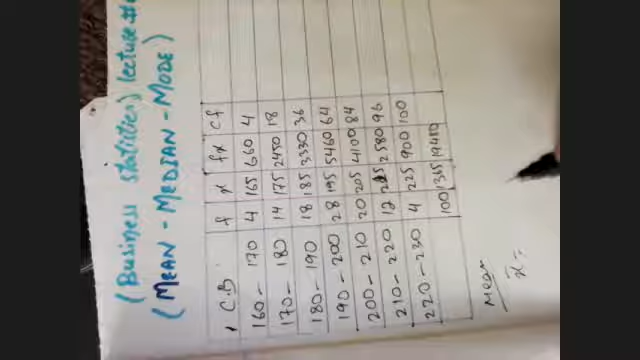 (Business statitics) lecture #
(MEAN - MEDIAN - MODE)
C.B f x fx cf
160 - 170 4 165 660 4
170 - 180 14 175 2450 18
180 - 190 18 185 3330 36
190 - 200 28 195 5460 64
200 - 210 20 205 4100 84
210 - 220 12 215 2580 96
220 - 230 4 225 900 100
100 1365 19480
Mean
x̄ =